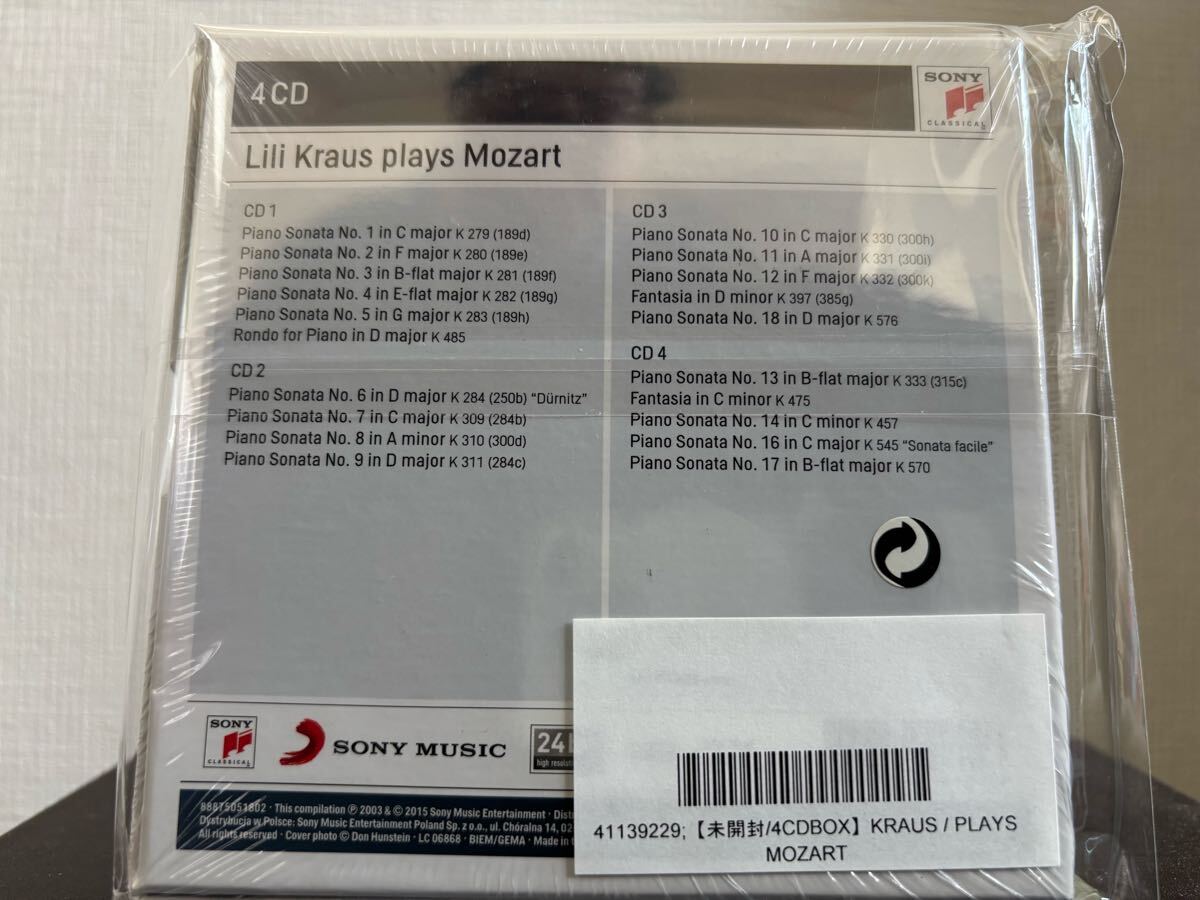 4 CD
SONY
CLASSICAL
Lili Kraus plays Mozart
CD 1
Piano Sonata No. 1 in C major K 279 (189d)
Piano Sonata No. 2 in F major K 280 (189e)
Piano Sonata No. 3 in B-flat major K 281 (189f)
Piano Sonata No. 4 in E-flat major K 282 (189g)
Piano Sonata No. 5 in G major K 283 (189h)
Rondo for Piano in D major K 485
CD 2
Piano Sonata No. 6 in D major K 284 (250b) “Dürnitz”
Piano Sonata No. 7 in C major K 309 (284b)
Piano Sonata No. 8 in A minor K 310 (300d)
Piano Sonata No. 9 in D major K 311 (284c)
CD 3
Piano Sonata No. 10 in C major K 330 (300h)
Piano Sonata No. 11 in A major K 331 (300i)
Piano Sonata No. 12 in F major K 332 (300k)
Fantasia in D minor K 397 (385g)
Piano Sonata No. 18 in D major K 576
CD 4
Piano Sonata No. 13 in B-flat major K 333 (315c)
Fantasia in C minor K 475
Piano Sonata No. 14 in C minor K 457
Piano Sonata No. 16 in C major K 545 “Sonata facile”
Piano Sonata No. 17 in B-flat major K 570
SONY
CLASSICAL
SONY MUSIC
24
high
88875051802 · This compilation ℗ 2003 & © 2015 Sony Music Entertainment ·
Dystrybucja w Polsce: Sony Music Entertainment Poland Sp. z o.o., ul. Chóralna 14,
All rights reserved · Cover photo © Don Hunstein · LC 06868 · BIEM/GEMA · Made in
41139229;【未開封/4CDBOX】KRAUS / PLAYS
MOZART